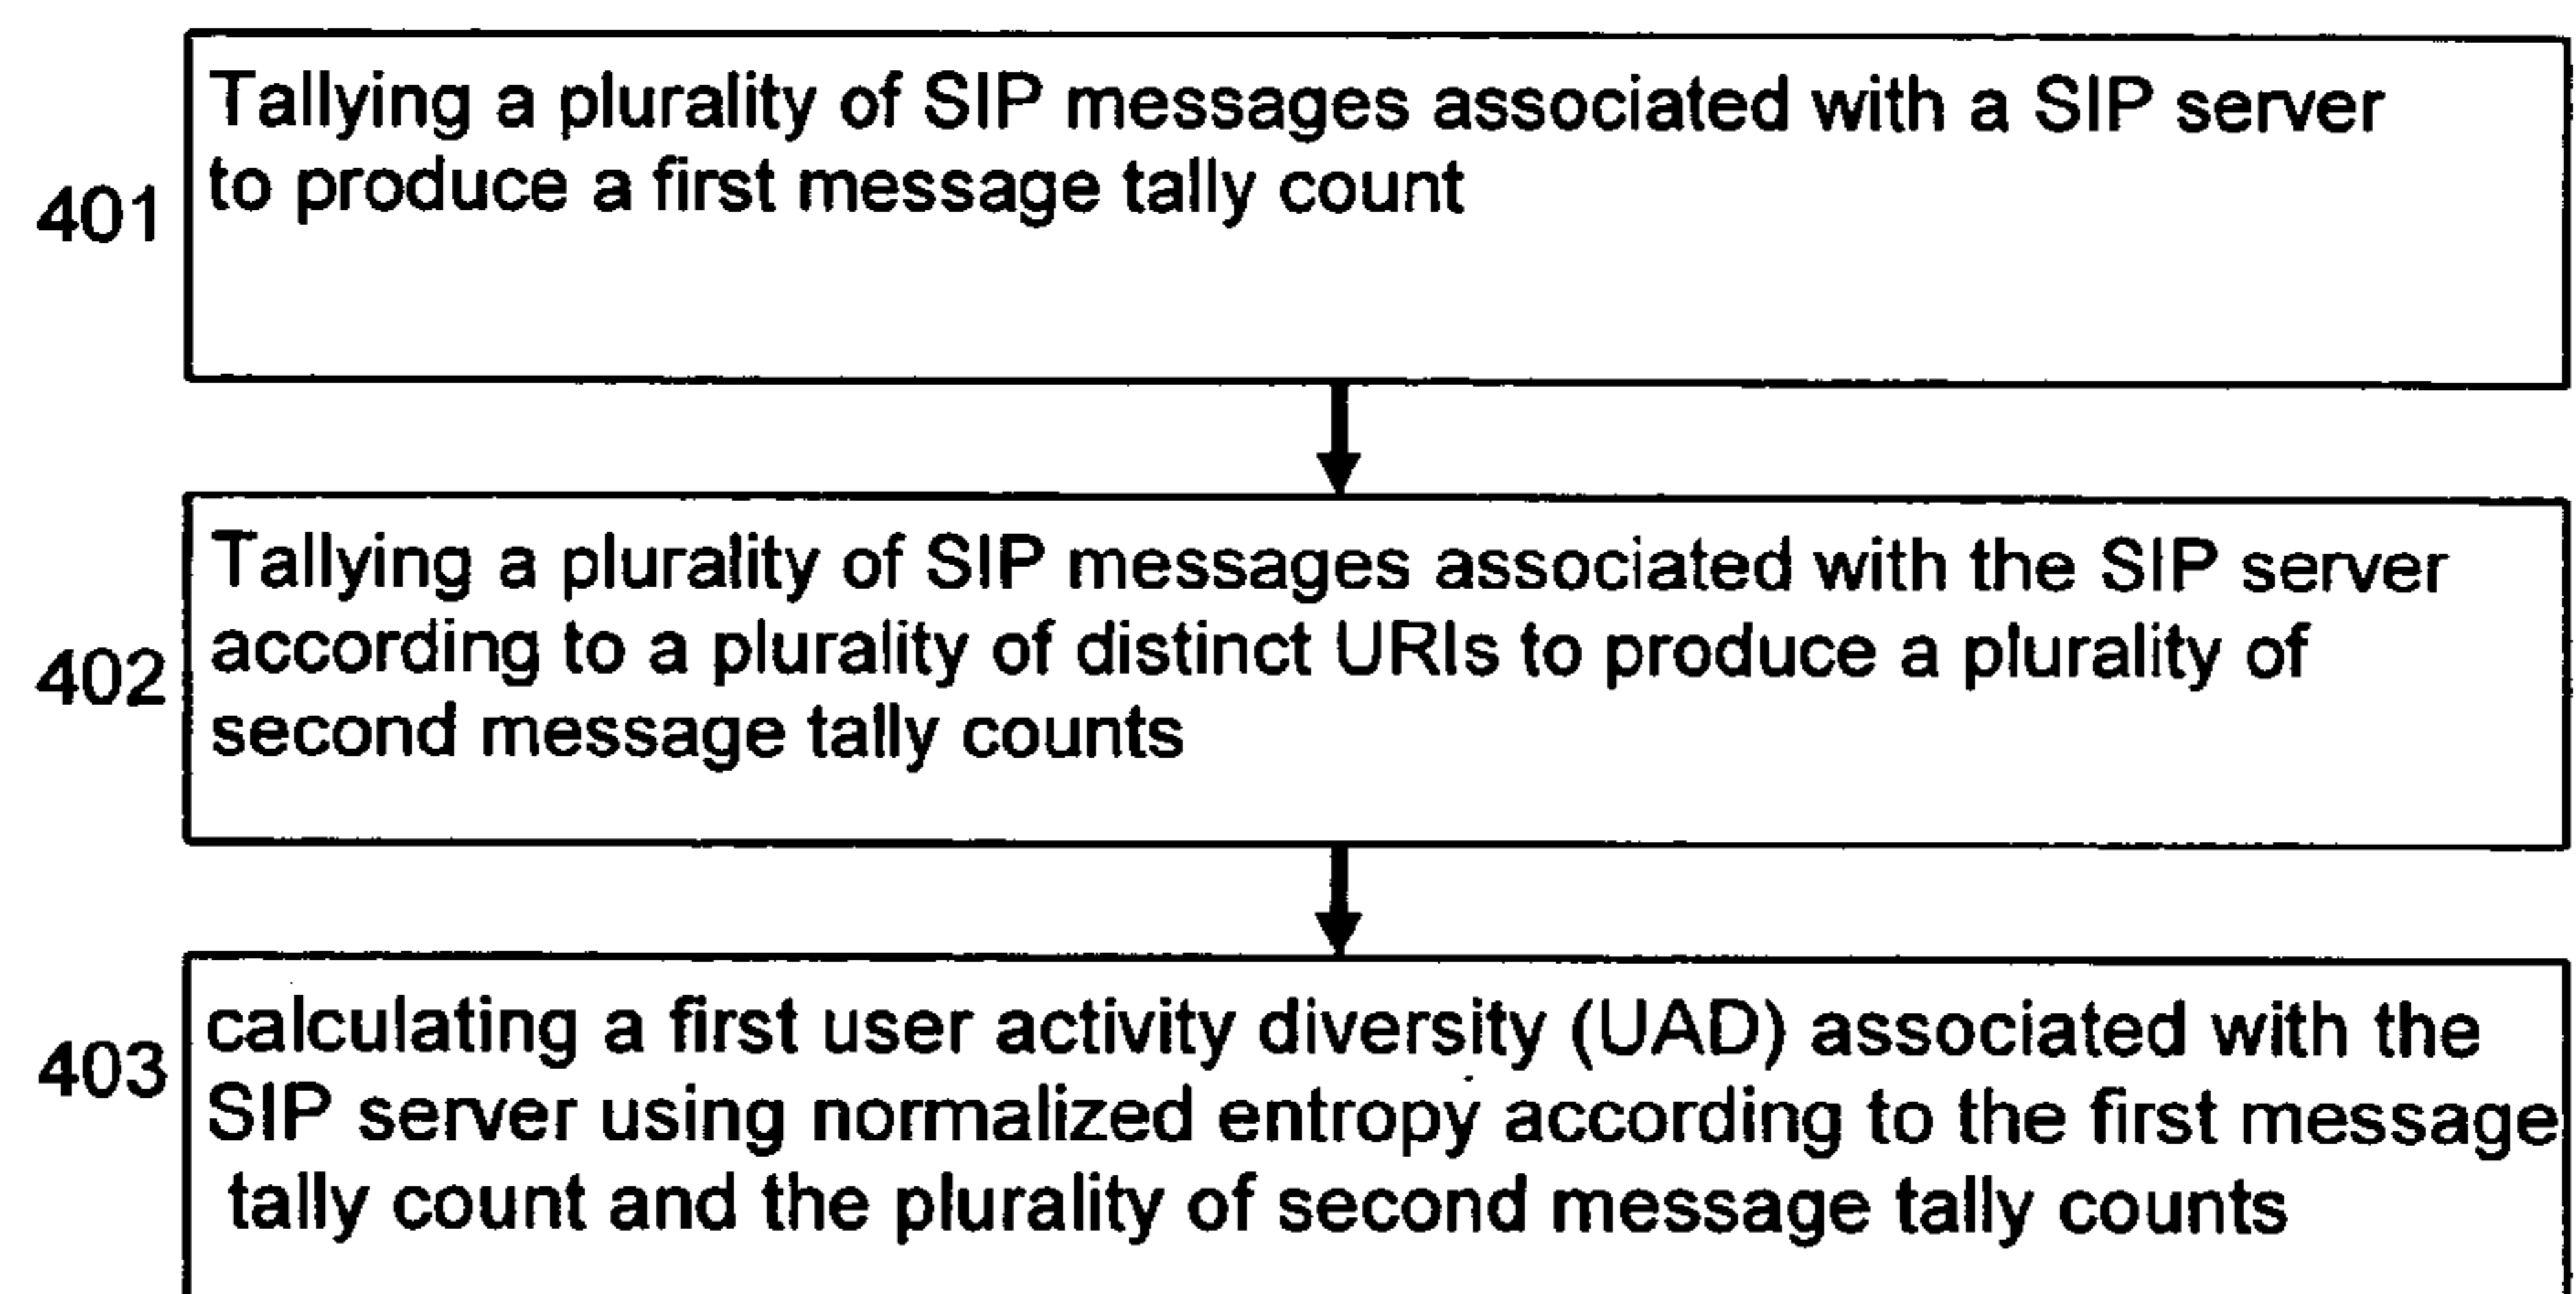 Tallying a plurality of SIP messages associated with a SIP server
to produce a first message tally count
401
Tallying a plurality of SIP messages associated with the SIP server
according to a plurality of distinct URIs to produce a plurality of
402
second message tally counts
calculating a first user activity diversity (UAD) associated with the
403
SIP server using normalized entropy according to the first message
tally count and the plurality of second message tally counts